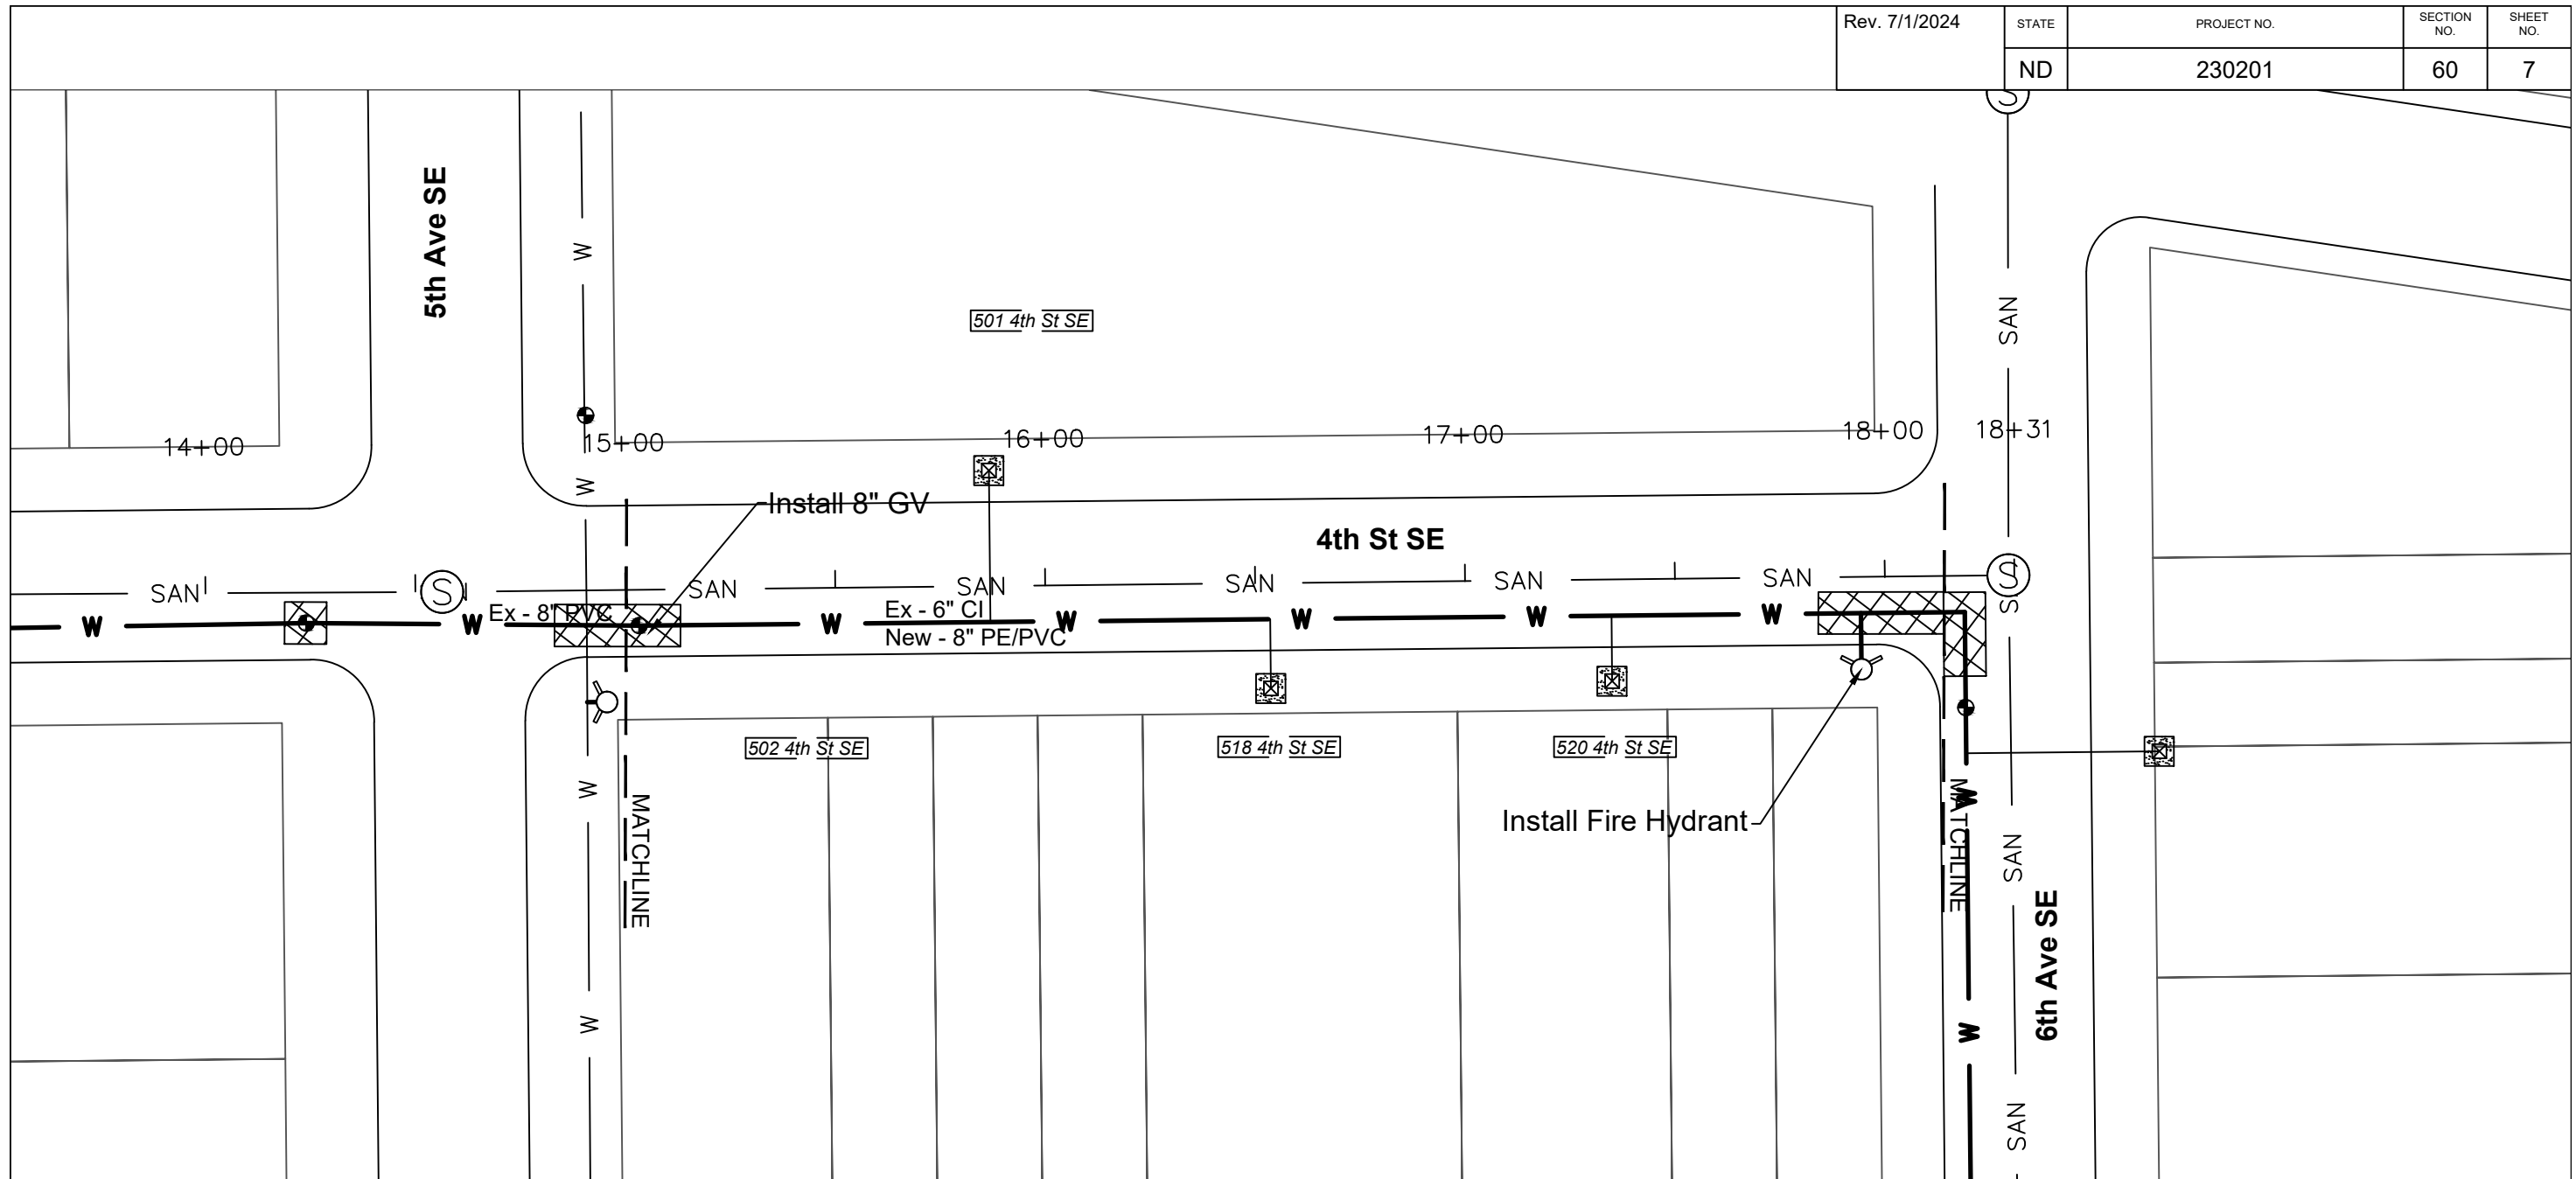 Rev. 7/1/2024
STATE
PROJECT NO.
SECTION
NO.
SHEET
NO.
ND
230201
60
7
S
5th Ave SE
W
SAN
501 4th St SE
14+00
15+00
16+00
17+00
18+00
18+31
W
Install 8" GV
4th St SE
SAN
S
SAN
SAN
SAN
SAN
SAN
S
S
W
W
Ex - 8" PVC
W
Ex - 6" CI
New - 8" PE/PVC
W
W
W
W
502 4th St SE
518 4th St SE
520 4th St SE
W
MATCHLINE
Install Fire Hydrant
W
MATCHLINE
SAN
6th Ave SE
W
W
SAN